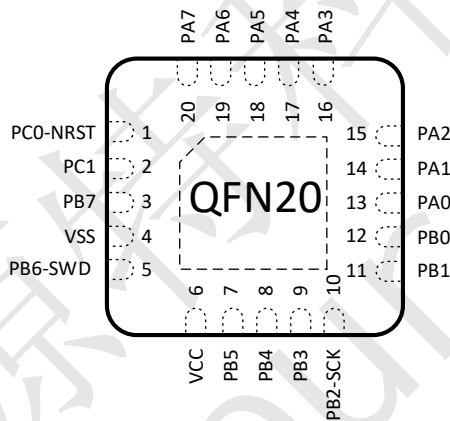 PA7 PA6 PA5 PA4 PA3
20 19 18 17 16
PC0-NRST 1 15 PA2
PC1 2 14 PA1
PB7 3 QFN20 13 PA0
VSS 4 12 PB0
PB6-SWD 5 11 PB1
6 7 8 9 10
VCC PB5 PB4 PB3 PB2-SCK